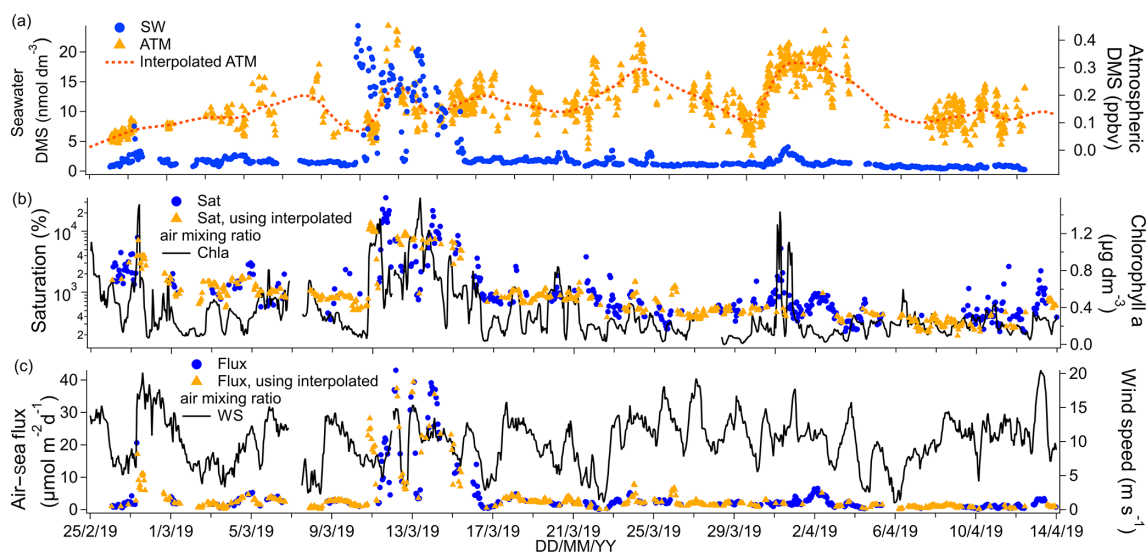 (a)
SW
ATM
Interpolated ATM
Seawater
DMS (nmol dm⁻³)
20
15
10
5
0
0.4
0.3
0.2
0.1
0.0
Atmospheric
DMS (ppbv)
(b)
Sat
Sat, using interpolated
air mixing ratio
Chla
Saturation (%)
2
10⁴
4
2
10³
4
2
1.2
0.8
0.4
0.0
Chlorophyll a
(µg dm⁻³)
(c)
Flux
Flux, using interpolated
air mixing ratio
WS
Air−sea flux
(µmol m⁻² d⁻¹)
40
30
20
10
0
20
15
10
5
0
Wind speed (m s⁻¹)
25/2/19 1/3/19 5/3/19 9/3/19 13/3/19 17/3/19 21/3/19 25/3/19 29/3/19 2/4/19 6/4/19 10/4/19 14/4/19
DD/MM/YY